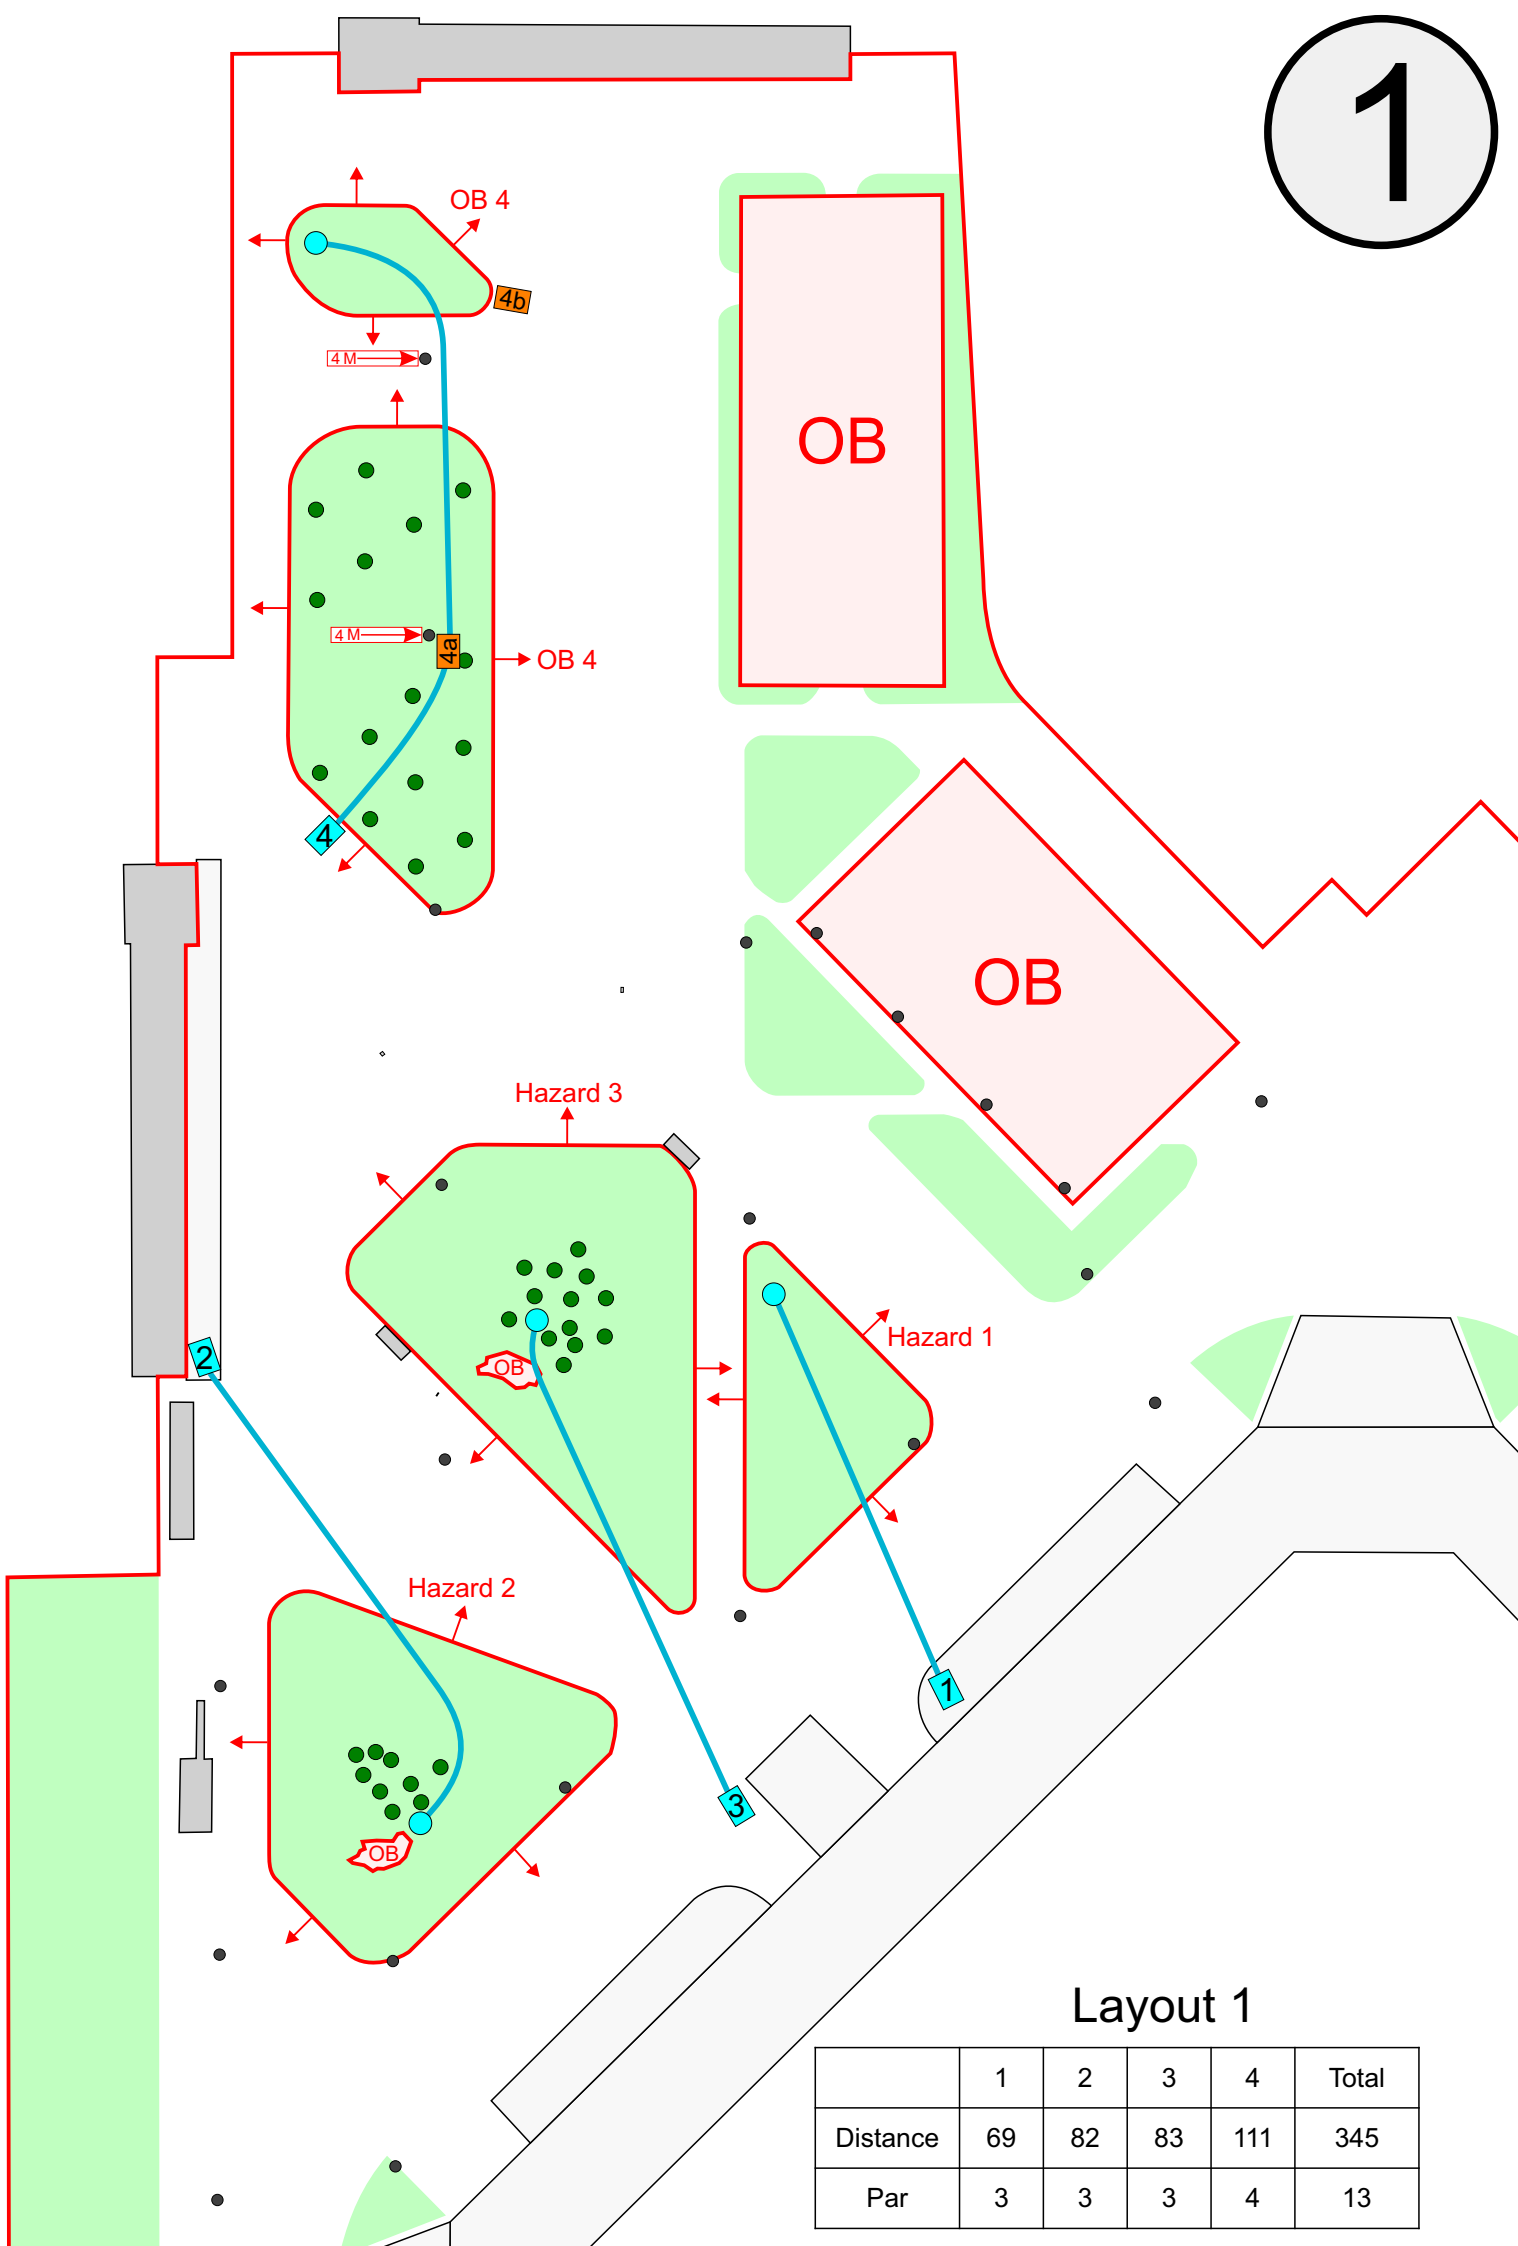 1
OB 4
4b
4 M
OB
4 M
4a
OB 4
4
OB
Hazard 3
OB
Hazard 1
2
Hazard 2
1
3
OB
Layout 1
1 2 3 4 Total
Distance 69 82 83 111 345
Par 3 3 3 4 13